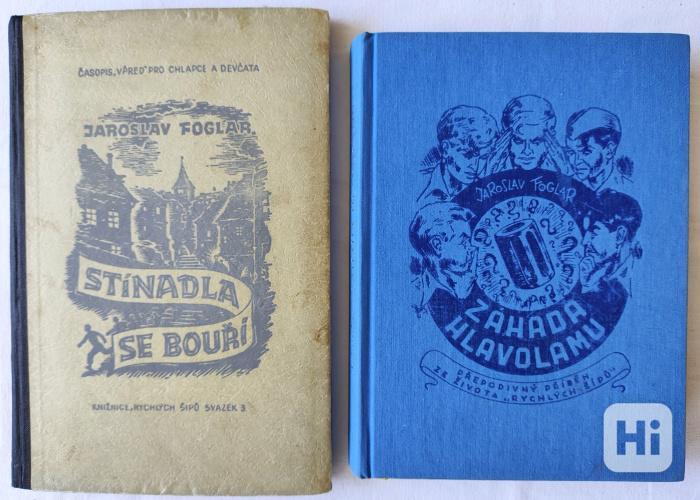 ČASOPIS „VPŘED" PRO CHLAPCE A DĚVČATA
JAROSLAV FOGLAR
STÍNADLA
SE BOUŘÍ
KNIŽNICE „RYCHLÝCH ŠÍPŮ SVAZEK 3
JAROSLAV FOGLAR
ZÁHADA
HLAVOLAMU
PŘEPODIVNÝ PŘÍBĚH
ZE ŽIVOTA „RYCHLÝCH ŠÍPŮ"
Hi